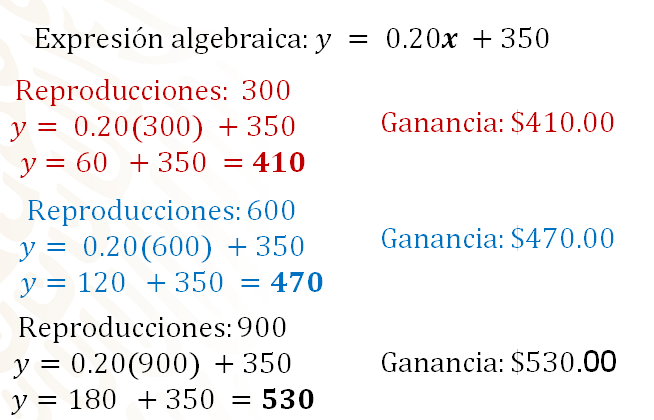 Expresión algebraica: y = 0.20x + 350
Reproducciones: 300
y = 0.20(300) + 350
Ganancia: $410.00
y = 60 + 350 = 410
Reproducciones: 600
y = 0.20(600) + 350
Ganancia: $470.00
y = 120 + 350 = 470
Reproducciones: 900
y = 0.20(900) + 350
Ganancia: $530.00
y = 180 + 350 = 530